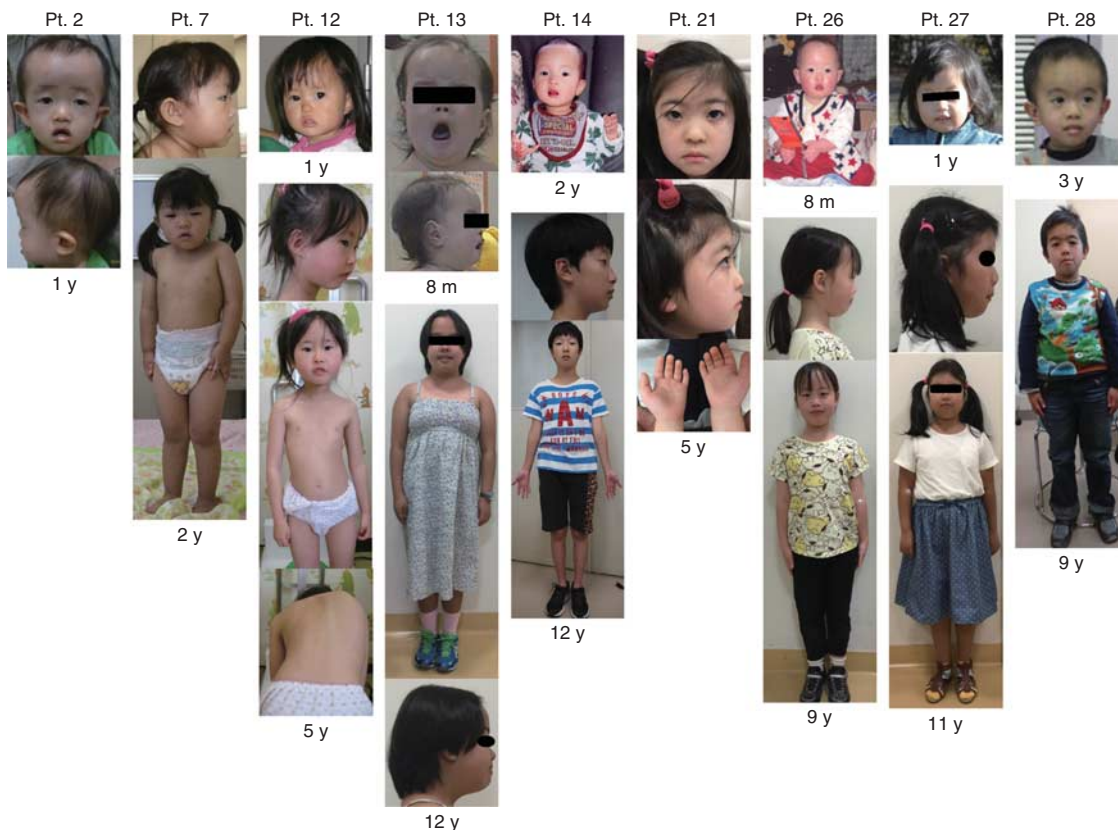 Pt. 2
Pt. 7
Pt. 12
Pt. 13
Pt. 14
Pt. 21
Pt. 26
Pt. 27
Pt. 28
1 y
2 y
1 y
5 y
8 m
12 y
SPECIAL
2 y
A
12 y
5 y
8 m
9 y
1 y
11 y
3 y
9 y